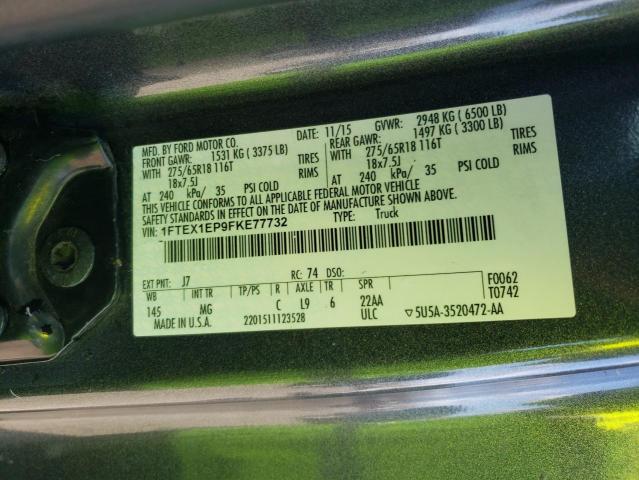 MFD. BY FORD MOTOR CO.
DATE: 11/15 GVWR: 2948 KG ( 6500 LB)
FRONT GAWR: 1531 KG ( 3375 LB) REAR GAWR: 1497 KG ( 3300 LB)
WITH 275/65R18 116T TIRES WITH 275/65R18 116T TIRES
18x7.5J RIMS 18x7.5J RIMS
AT 240 kPa/ 35 PSI COLD AT 240 kPa/ 35 PSI COLD
THIS VEHICLE CONFORMS TO ALL APPLICABLE FEDERAL MOTOR VEHICLE
SAFETY STANDARDS IN EFFECT ON THE DATE OF MANUFACTURE SHOWN ABOVE.
VIN: 1FTEX1EP9FKE77732
TYPE: Truck
EXT PNT: J7 RC: 74 DSO:
WB INT TR TP/PS R AXLE TR SPR
145 MG C L9 6 22AA
F0062
T0742
MADE IN U.S.A. 2201511123528 ULC
▽5U5A-3520472-AA